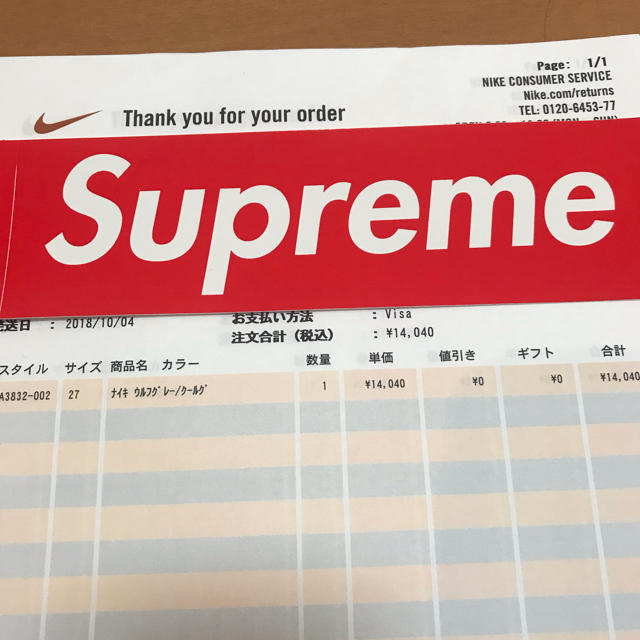 Page: 1/1
NIKE CONSUMER SERVICE
Nike.com/returns
TEL: 0120-6453-77
Thank you for your order
Supreme
送日 : 2018/10/04
お支払い方法 : Visa
注文合計（税込） : ¥14,040
スタイル サイズ 商品名 カラー 数量 単価 値引き ギフト 合計
A3832-002 27 ﾅｲｷ ｳﾙﾌｸﾞﾚｰ/ｸｰﾙｸﾞ 1 ¥14,040 ¥0 ¥0 ¥14,040